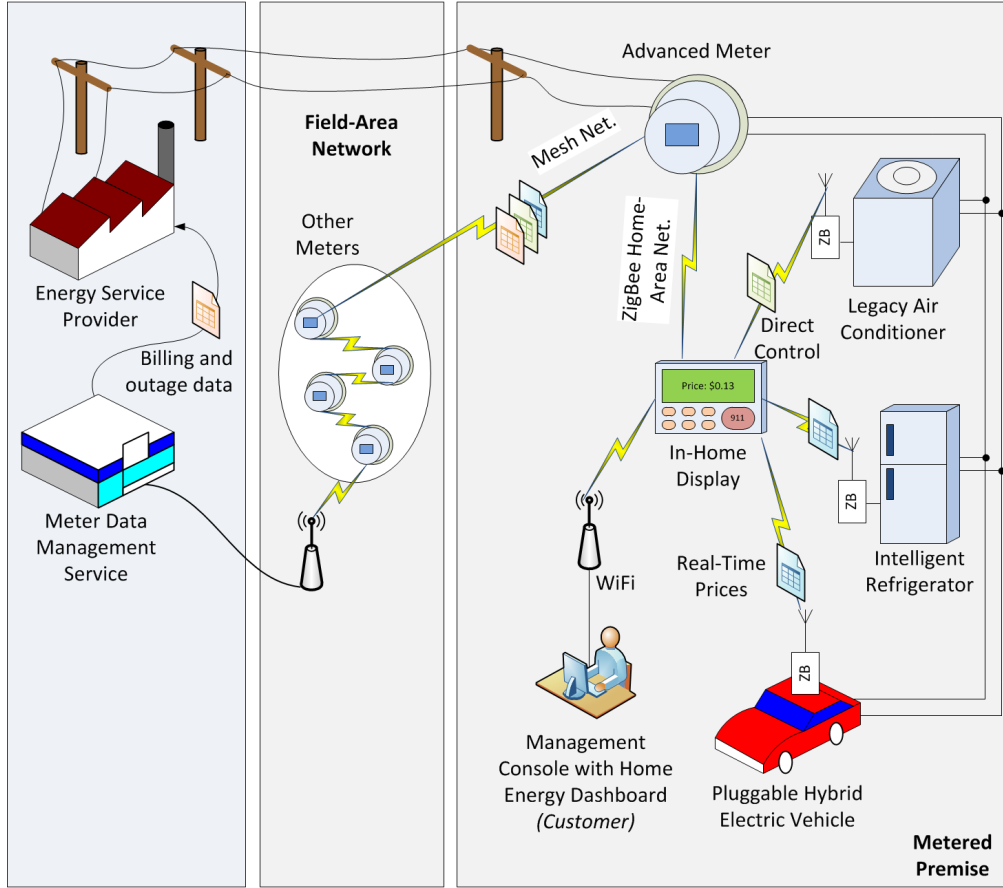 Advanced Meter
Field-Area
Network
Mesh Net.
ZigBee Home-
Area Net.
Other
Meters
ZB
Energy Service
Provider
Legacy Air
Conditioner
Direct
Control
Billing and
outage data
Price: $0.13
911
In-Home
Display
ZB
Meter Data
Management
Service
Intelligent
Refrigerator
Real-Time
Prices
WiFi
ZB
Management
Console with Home
Energy Dashboard
(Customer)
Pluggable Hybrid
Electric Vehicle
Metered
Premise